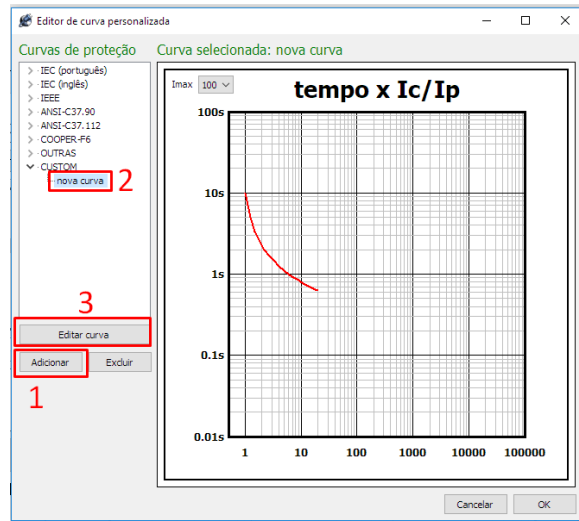 Editor de curva personalizada
Curvas de proteção
Curva selecionada: nova curva
IEC (português)
IEC (inglês)
IEEE
ANSI-C37.90
ANSI-C37.112
COOPER-F6
OUTRAS
CUSTOM
nova curva
2
3
Editar curva
Adicionar
Excluir
1
Imax 100
tempo x Ic/Ip
100s
10s
1s
0.1s
0.01s
1 10 100 1000 10000 100000
Cancelar
OK